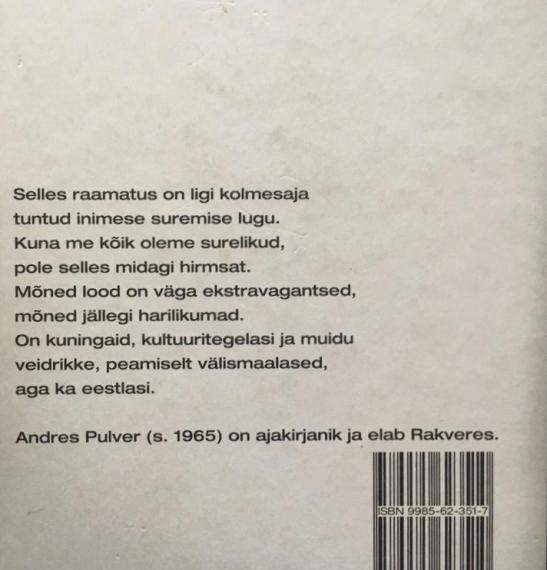 Selles raamatus on ligi kolmesaja
tuntud inimese suremise lugu.
Kuna me kõik oleme surelikud,
pole selles midagi hirmsat.
Mõned lood on väga ekstravagantsed,
mõned jällegi harilikumad.
On kuningaid, kultuuritegelasi ja muidu
veidrikke, peamiselt välismaalased,
aga ka eestlasi.
Andres Pulver (s. 1965) on ajakirjanik ja elab Rakveres.
ISBN 9985-62-351-7